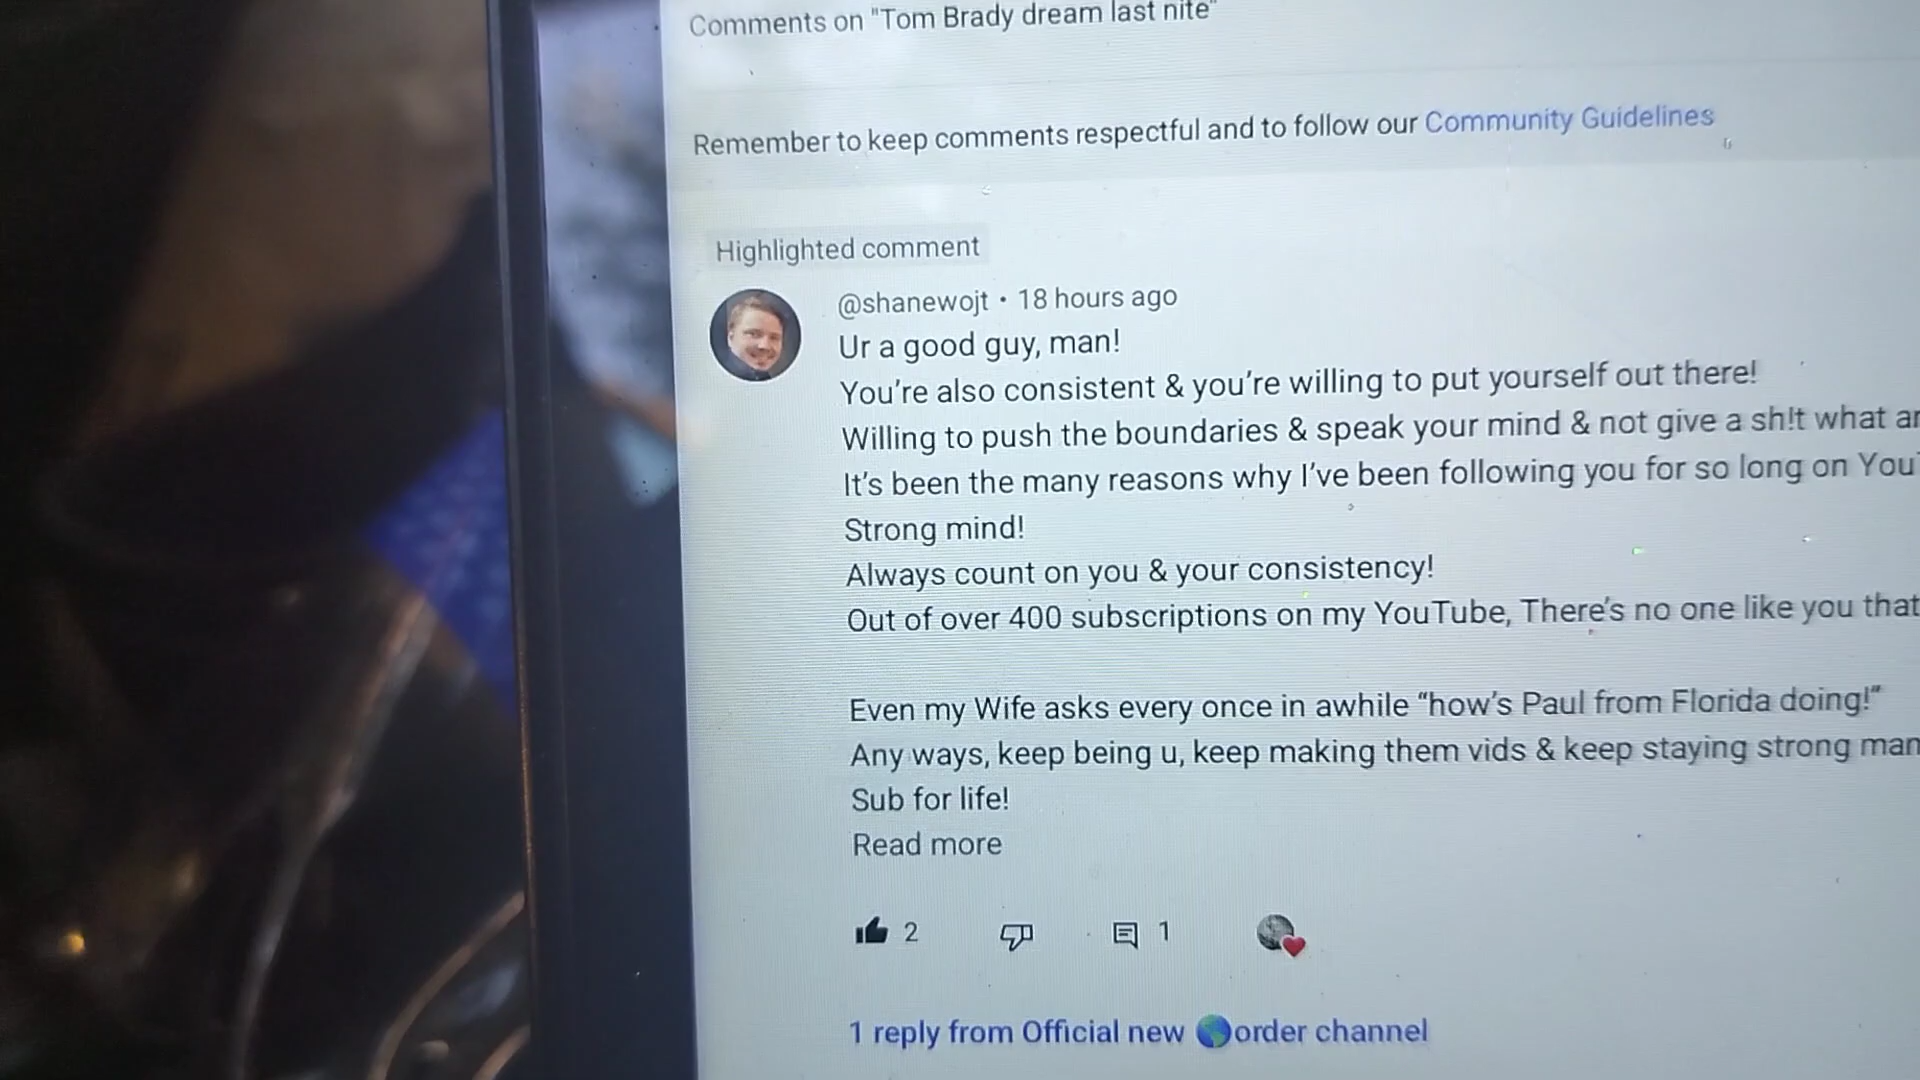 Comments on "Tom Brady dream last nite"
Remember to keep comments respectful and to follow our Community Guidelines
Highlighted comment
@shanewojt • 18 hours ago
Ur a good guy, man!
You're also consistent & you're willing to put yourself out there!
Willing to push the boundaries & speak your mind & not give a sh!t what
It's been the many reasons why I've been following you for so long on
Strong mind!
Always count on you & your consistency!
Out of over 400 subscriptions on my YouTube, There's no one like you that
Even my Wife asks every once in awhile “how's Paul from Florida doing!”
Any ways, keep being u, keep making them vids & keep staying strong man
Sub for life!
Read more
2 1
1 reply from Official new 🌎order channel